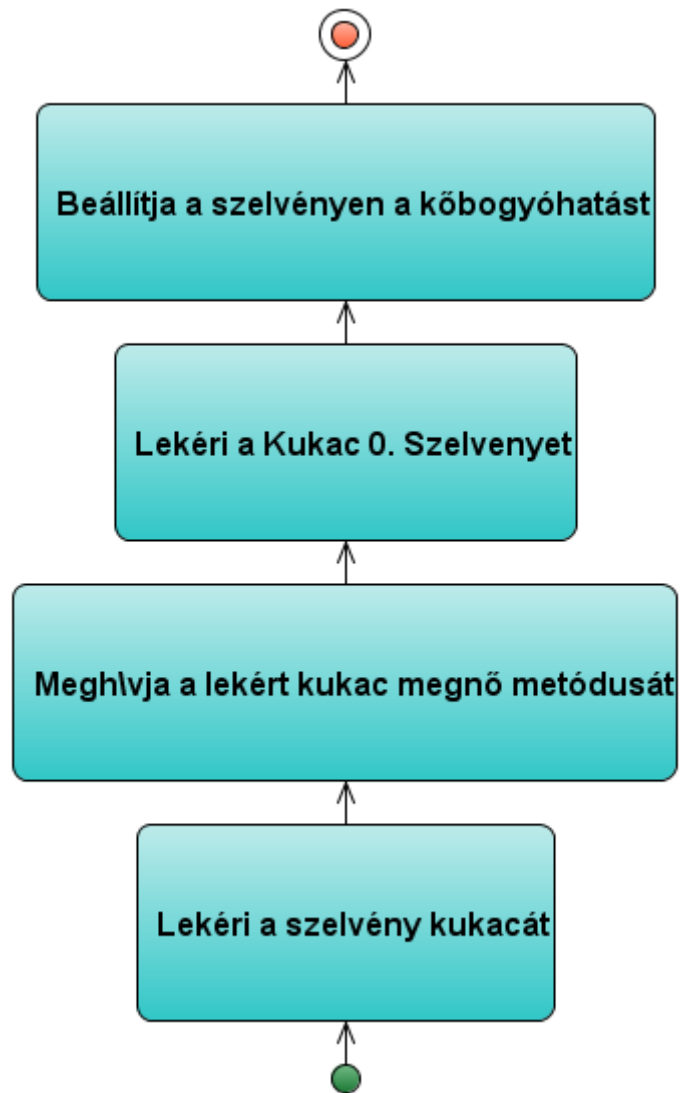 Beállítja a szelvényen a kőbogyóhatást
Lekéri a Kukac 0. Szelvenyet
Megh\vja a lekért kukac megnő metódusát
Lekéri a szelvény kukacát